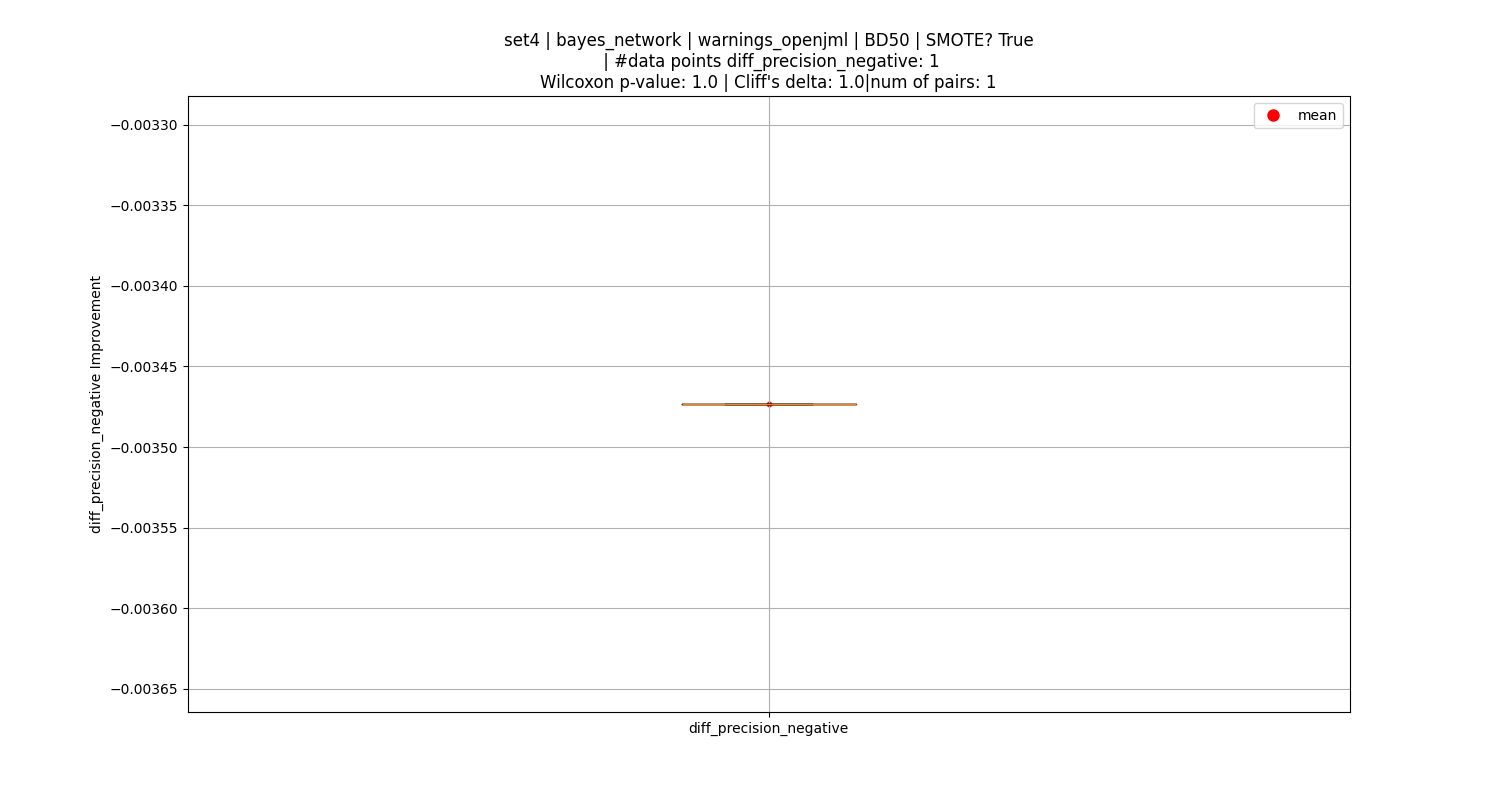 set4 | bayes_network | warnings_openjml | BD50 | SMOTE? True
| #data points diff_precision_negative: 1
Wilcoxon p-value: 1.0 | Cliff's delta: 1.0|num of pairs: 1
mean
−0.00330
−0.00335
−0.00340
−0.00345
−0.00350
−0.00355
−0.00360
−0.00365
diff_precision_negative Improvement
diff_precision_negative